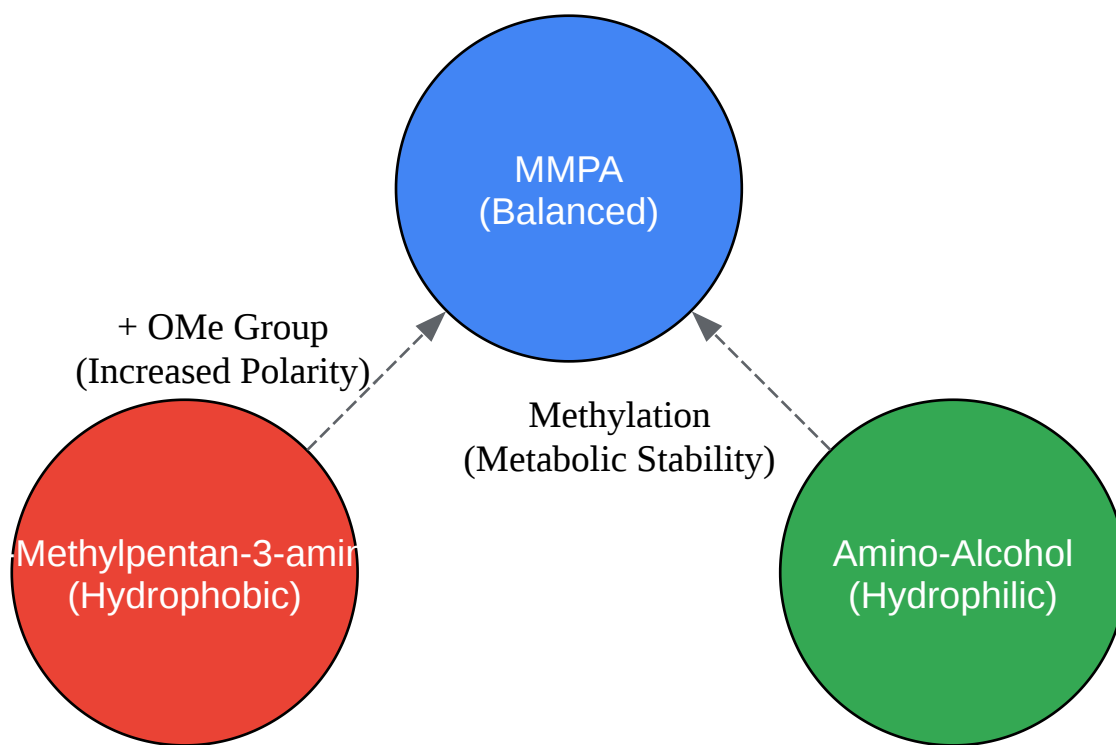 MMPA
(Balanced)
+ OMe Group
(Increased Polarity)
Methylation
(Metabolic Stability)
-Methylpentan-3-amin
(Hydrophobic)
Amino-Alcohol
(Hydrophilic)